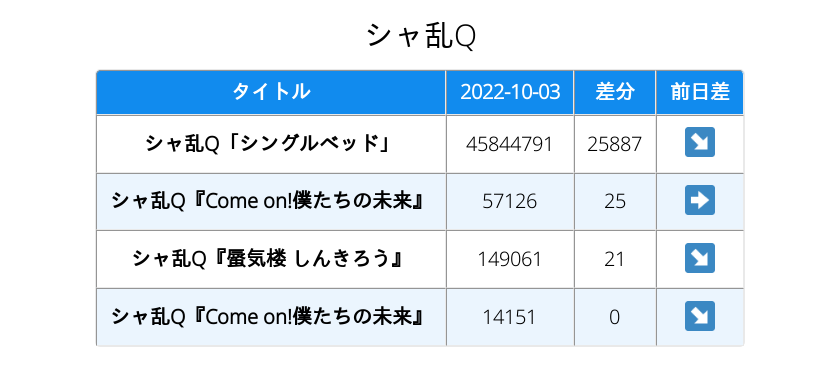 シャ乱Q
タイトル 2022-10-03 差分 前日差
シャ乱Q「シングルベッド」 45844791 25887 ↘
シャ乱Q『Come on!僕たちの未来』 57126 25 ➡
シャ乱Q『蜃気楼 しんきろう』 149061 21 ↘
シャ乱Q『Come on!僕たちの未来』 14151 0 ↘